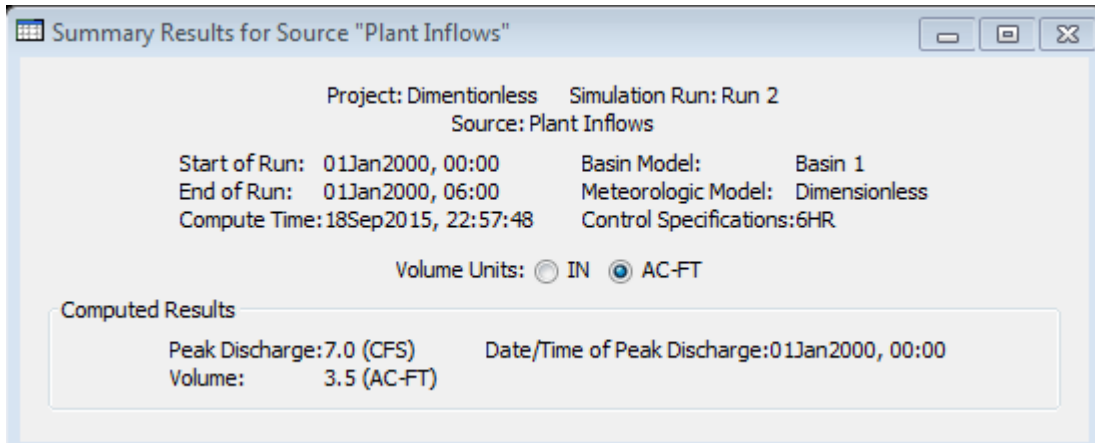 Summary Results for Source "Plant Inflows"
Project: Dimentionless Simulation Run: Run 2
Source: Plant Inflows
Start of Run: 01Jan2000, 00:00 Basin Model: Basin 1
End of Run: 01Jan2000, 06:00 Meteorologic Model: Dimensionless
Compute Time:18Sep2015, 22:57:48 Control Specifications:6HR
Volume Units: IN AC-FT
Computed Results
Peak Discharge:7.0 (CFS) Date/Time of Peak Discharge:01Jan2000, 00:00
Volume: 3.5 (AC-FT)